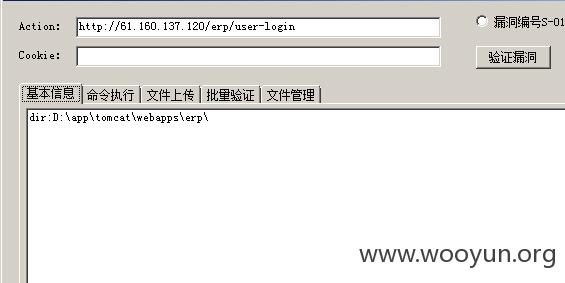 Action: http://61.160.137.120/erp/user-login
漏洞编号S-01
Cookie:
验证漏洞
基本信息 命令执行 文件上传 批量验证 文件管理
dir:D:\app\tomcat\webapps\erp\
www.wooyun.org